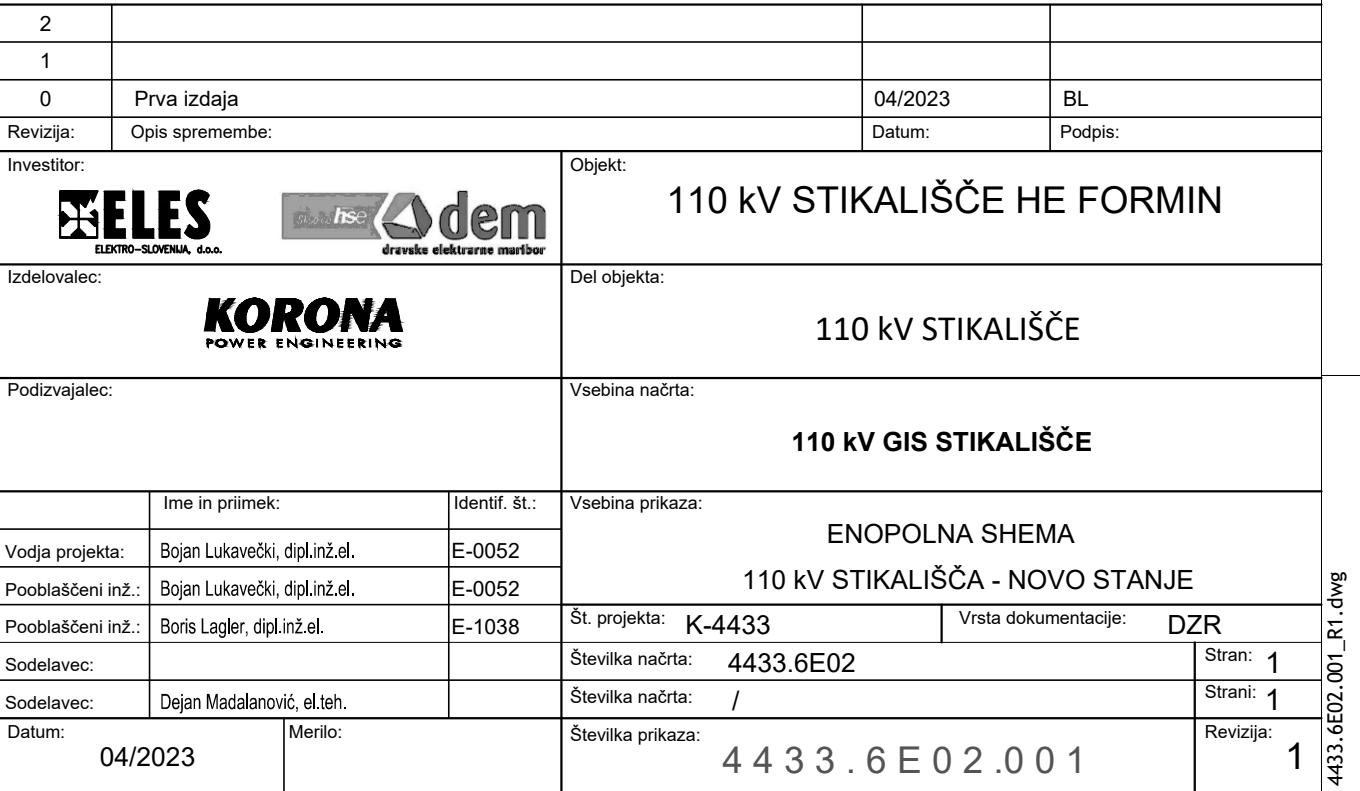 2
1
0 Prva izdaja 04/2023 BL
Revizija: Opis spremembe: Datum: Podpis:
Investitor:
ELES
ELEKTRO-SLOVENIJA, d.o.o.
hse
dem
dravske elektrarne maribor
Objekt:
110 kV STIKALIŠČE HE FORMIN
Izdelovalec:
KORONA
POWER ENGINEERING
Del objekta:
110 kV STIKALIŠČE
Podizvajalec:
Vsebina načrta:
110 kV GIS STIKALIŠČE
Ime in priimek: Identif. št.:
Vodja projekta: Bojan Lukavečki, dipl.inž.el. E-0052
Pooblaščeni inž.: Bojan Lukavečki, dipl.inž.el. E-0052
Pooblaščeni inž.: Boris Lagler, dipl.inž.el. E-1038
Sodelavec:
Sodelavec: Dejan Madalanović, el.teh.
Datum: Merilo:
04/2023
Vsebina prikaza:
ENOPOLNA SHEMA
110 kV STIKALIŠČA - NOVO STANJE
Št. projekta: K-4433 Vrsta dokumentacije: DZR
Številka načrta: 4433.6E02 Stran: 1
Številka načrta: / Strani: 1
Številka prikaza: 4433.6E02.001 Revizija: 1
4433.6E02.001_R1.dwg